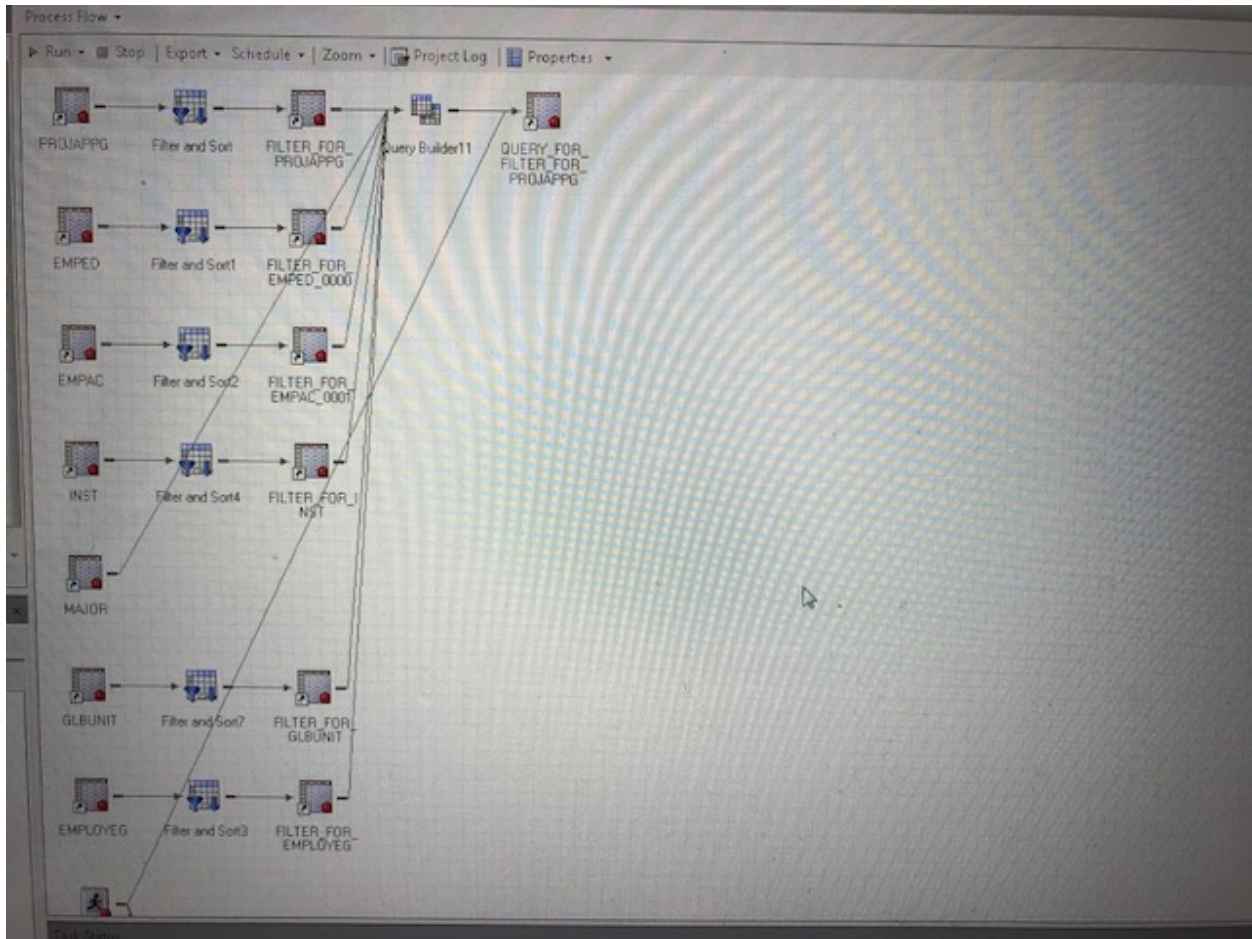 Process Flow
Run Stop Export Schedule Zoom Project Log Properties
PROJAPPG
Filter and Sort
FILTER_FOR_
PROJAPPG
Query Builder11
QUERY_FOR_
FILTER_FOR_
PROJAPPG
EMPED
Filter and Sort1
FILTER_FOR_
EMPED_0000
EMPAC
Filter and Sort2
FILTER_FOR_
EMPAC_0001
INST
Filter and Sort4
FILTER_FOR_I
NST
MAJOR
GLBUNIT
Filter and Sort7
FILTER_FOR_
GLBUNIT
EMPLOYEG
Filter and Sort3
FILTER_FOR_
EMPLOYEG
Task Status